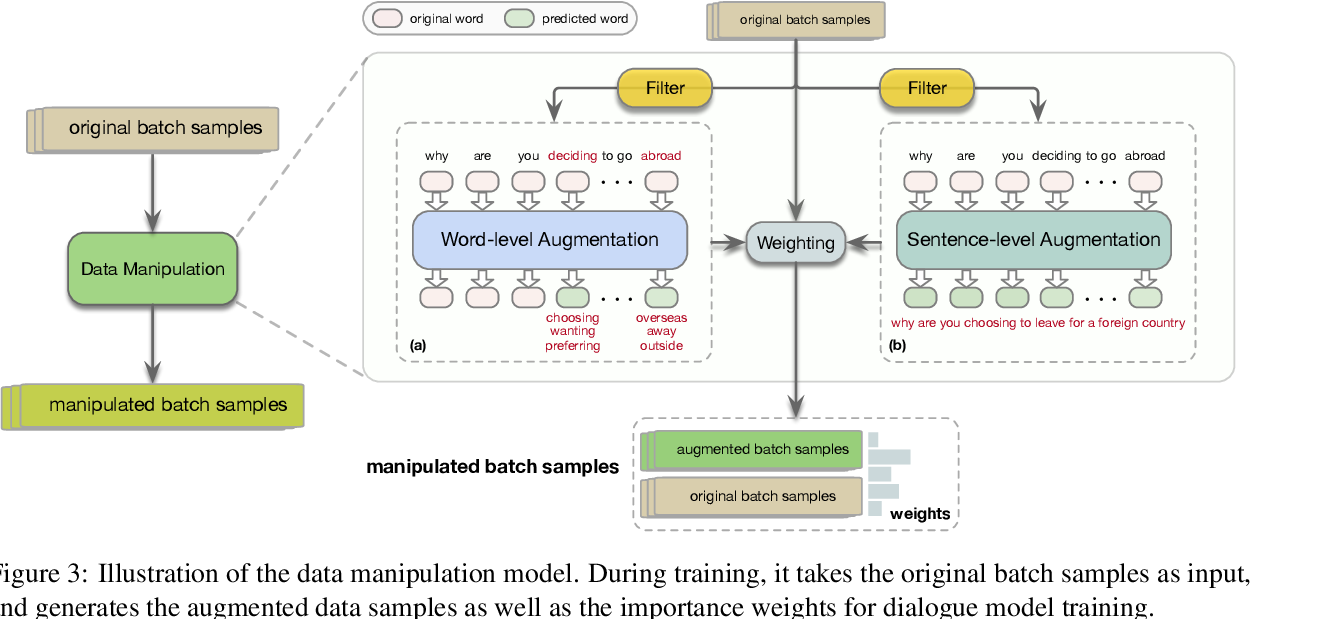 original word predicted word
original batch samples
Filter Filter
original batch samples
why are you deciding to go abroad
why are you deciding to go abroad
Word-level Augmentation
Weighting
Sentence-level Augmentation
Data Manipulation
choosing overseas
wanting away
preferring outside
(a)
why are you choosing to leave for a foreign country
(b)
manipulated batch samples
manipulated batch samples
augmented batch samples
original batch samples
weights
Figure 3: Illustration of the data manipulation model. During training, it takes the original batch samples as input,
and generates the augmented data samples as well as the importance weights for dialogue model training.